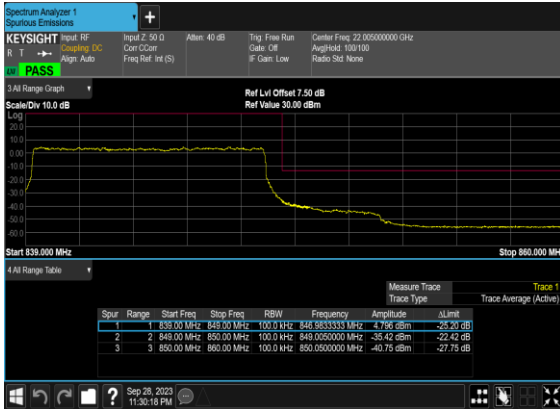 Spectrum Analyzer 1
Spurious Emissions
KEYSIGHT Input: RF Input Z: 50 Ω Atten: 40 dB Trig: Free Run Center Freq: 22.005000000 GHz
R T Coupling: DC Corr CCorr Gate: Off Avg|Hold: 100/100
Align: Auto Freq Ref: Int (S) IF Gain: Low Radio Std: None
PASS
3 All Range Graph
Ref Lvl Offset 7.50 dB
Scale/Div 10.0 dB Ref Value 30.00 dBm
Log
20.0
10.0
0.00
-10.0
-20.0
-30.0
-40.0
-50.0
-60.0
Start 839.000 MHz Stop 860.000 MH
4 All Range Table
Measure Trace Trace 1
Trace Type Trace Average (Active)
Spur Range Start Freq Stop Freq RBW Frequency Amplitude ΔLimit
1 1 839.00 MHz 849.00 MHz 100.0 kHz 846.9833333 MHz 4.796 dBm -25.20 dB
2 2 849.00 MHz 850.00 MHz 100.0 kHz 849.0050000 MHz -35.42 dBm -22.42 dB
3 3 850.00 MHz 860.00 MHz 100.0 kHz 850.0500000 MHz -40.75 dBm -27.75 dB
Sep 28, 2023
11:30:18 PM